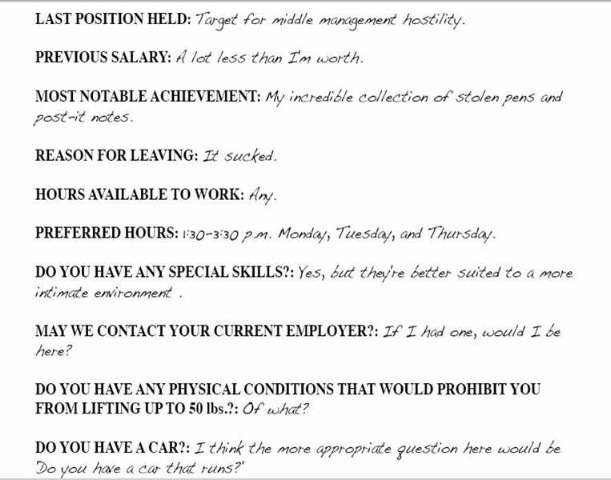 LAST POSITION HELD: Target for middle management hostility.
PREVIOUS SALARY: A lot less than I'm worth.
MOST NOTABLE ACHIEVEMENT: My incredible collection of stolen pens and
post-it notes.
REASON FOR LEAVING: It sucked.
HOURS AVAILABLE TO WORK: Any.
PREFERRED HOURS: 1:30-3:30 p.m. Monday, Tuesday, and Thursday.
DO YOU HAVE ANY SPECIAL SKILLS?: Yes, but they're better suited to a more
intimate environment .
MAY WE CONTACT YOUR CURRENT EMPLOYER?: If I had one, would I be
here?
DO YOU HAVE ANY PHYSICAL CONDITIONS THAT WOULD PROHIBIT YOU
FROM LIFTING UP TO 50 lbs.?: Of what?
DO YOU HAVE A CAR?: I think the more appropriate question here would be
'Do you have a car that runs?'